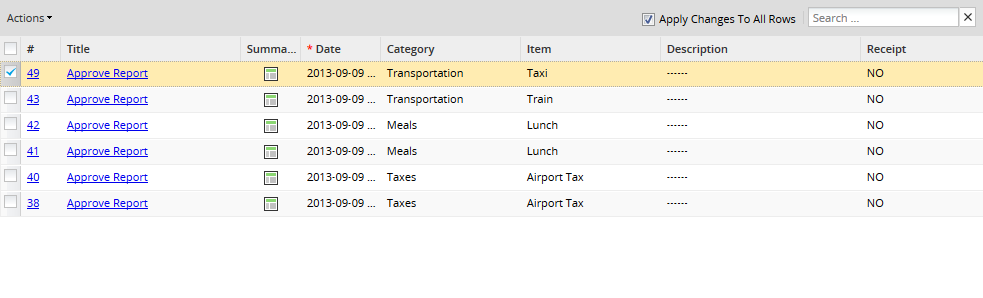 Actions Apply Changes To All Rows Search ...
# Title Summa... * Date Category Item Description Receipt
49 Approve Report 2013-09-09 ... Transportation Taxi ------ NO
43 Approve Report 2013-09-09 ... Transportation Train ------ NO
42 Approve Report 2013-09-09 ... Meals Lunch ------ NO
41 Approve Report 2013-09-09 ... Meals Lunch ------ NO
40 Approve Report 2013-09-09 ... Taxes Airport Tax ------ NO
38 Approve Report 2013-09-09 ... Taxes Airport Tax ------ NO